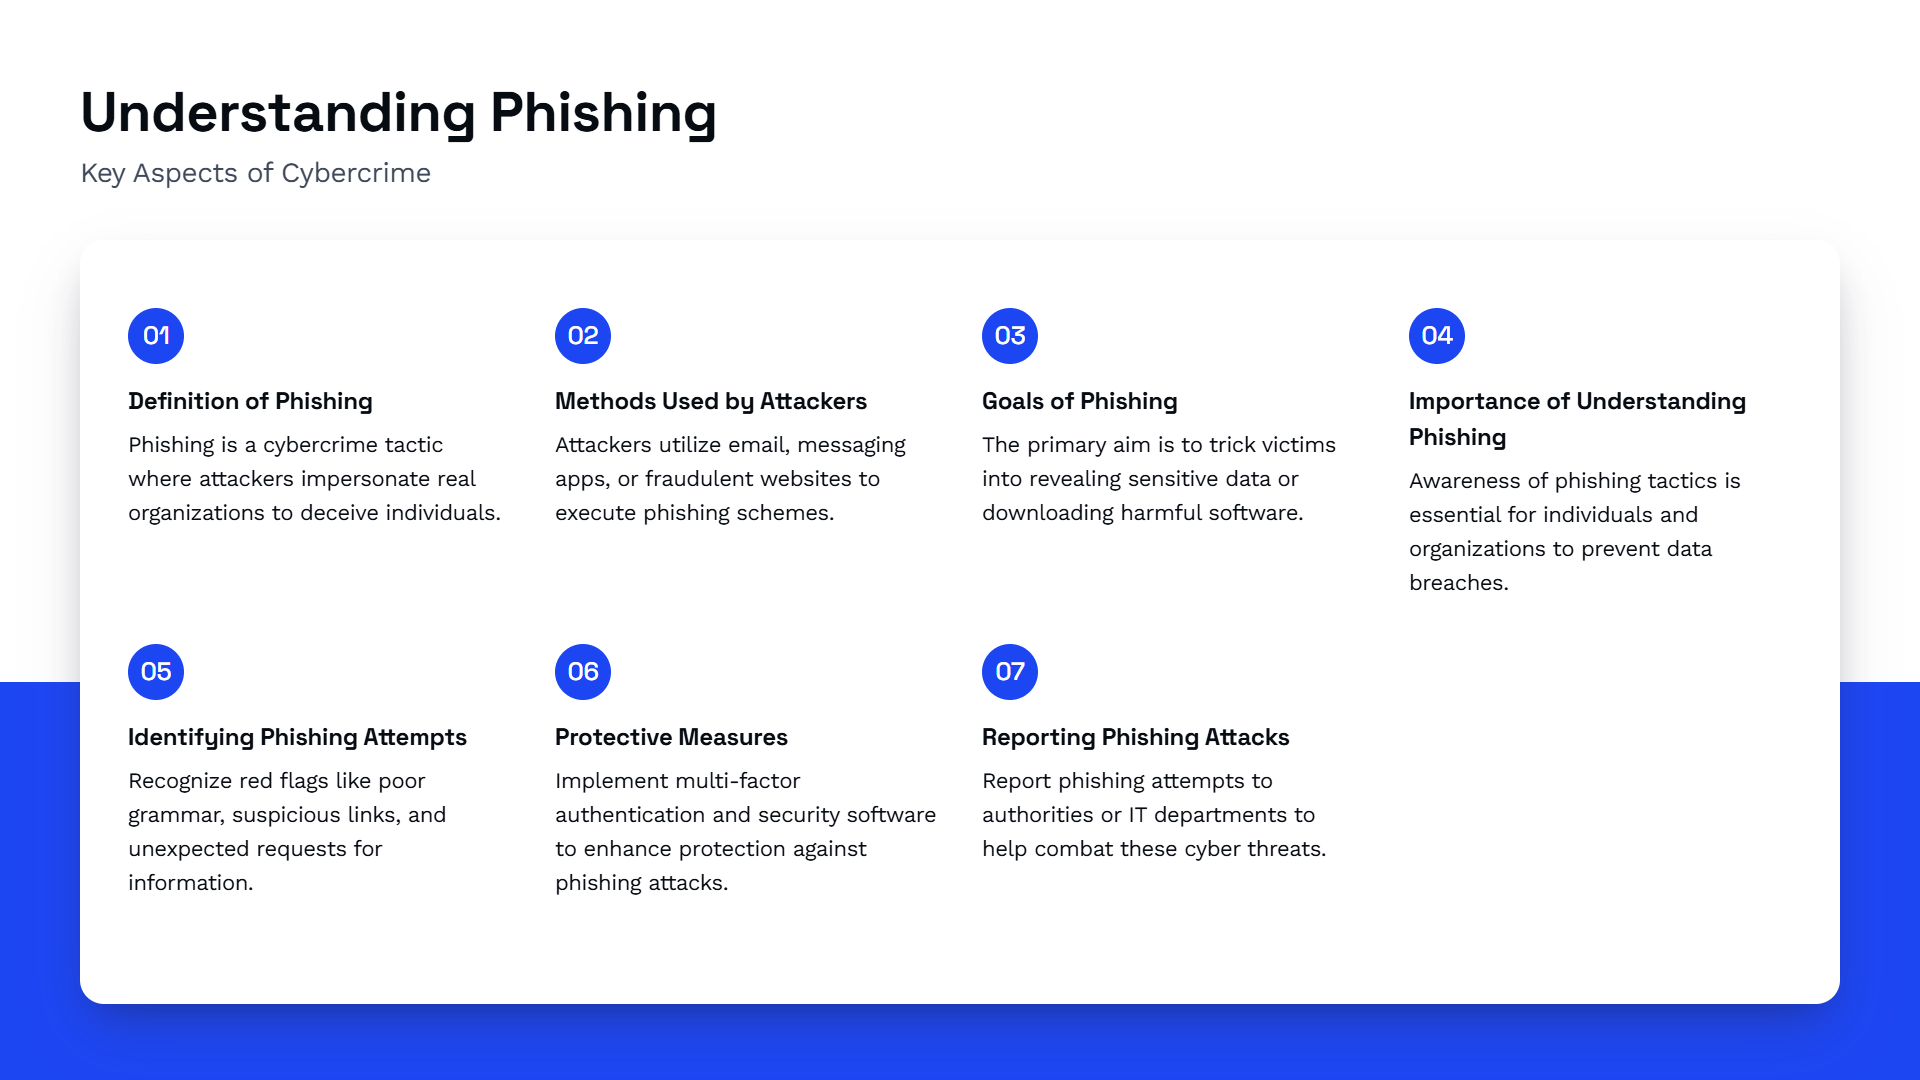 Understanding Phishing
Key Aspects of Cybercrime
01
Definition of Phishing
Phishing is a cybercrime tactic
where attackers impersonate real
organizations to deceive individuals.
02
Methods Used by Attackers
Attackers utilize email, messaging
apps, or fraudulent websites to
execute phishing schemes.
03
Goals of Phishing
The primary aim is to trick victims
into revealing sensitive data or
downloading harmful software.
04
Importance of Understanding
Phishing
Awareness of phishing tactics is
essential for individuals and
organizations to prevent data
breaches.
05
Identifying Phishing Attempts
Recognize red flags like poor
grammar, suspicious links, and
unexpected requests for
information.
06
Protective Measures
Implement multi-factor
authentication and security software
to enhance protection against
phishing attacks.
07
Reporting Phishing Attacks
Report phishing attempts to
authorities or IT departments to
help combat these cyber threats.